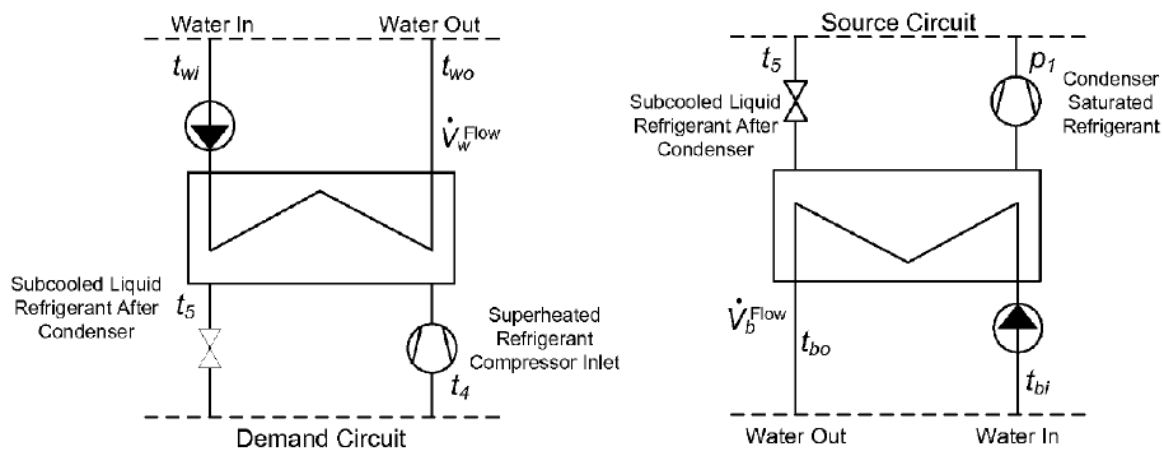 Water In
Water Out
t_wi
t_wo
V̇_w^Flow
Subcooled Liquid
Refrigerant After
Condenser
t_5
Superheated
Refrigerant
Compressor Inlet
t_4
Demand Circuit
Source Circuit
t_5
p_1
Subcooled Liquid
Refrigerant After
Condenser
Condenser
Saturated
Refrigerant
V̇_b^Flow
t_bo
t_bi
Water Out
Water In